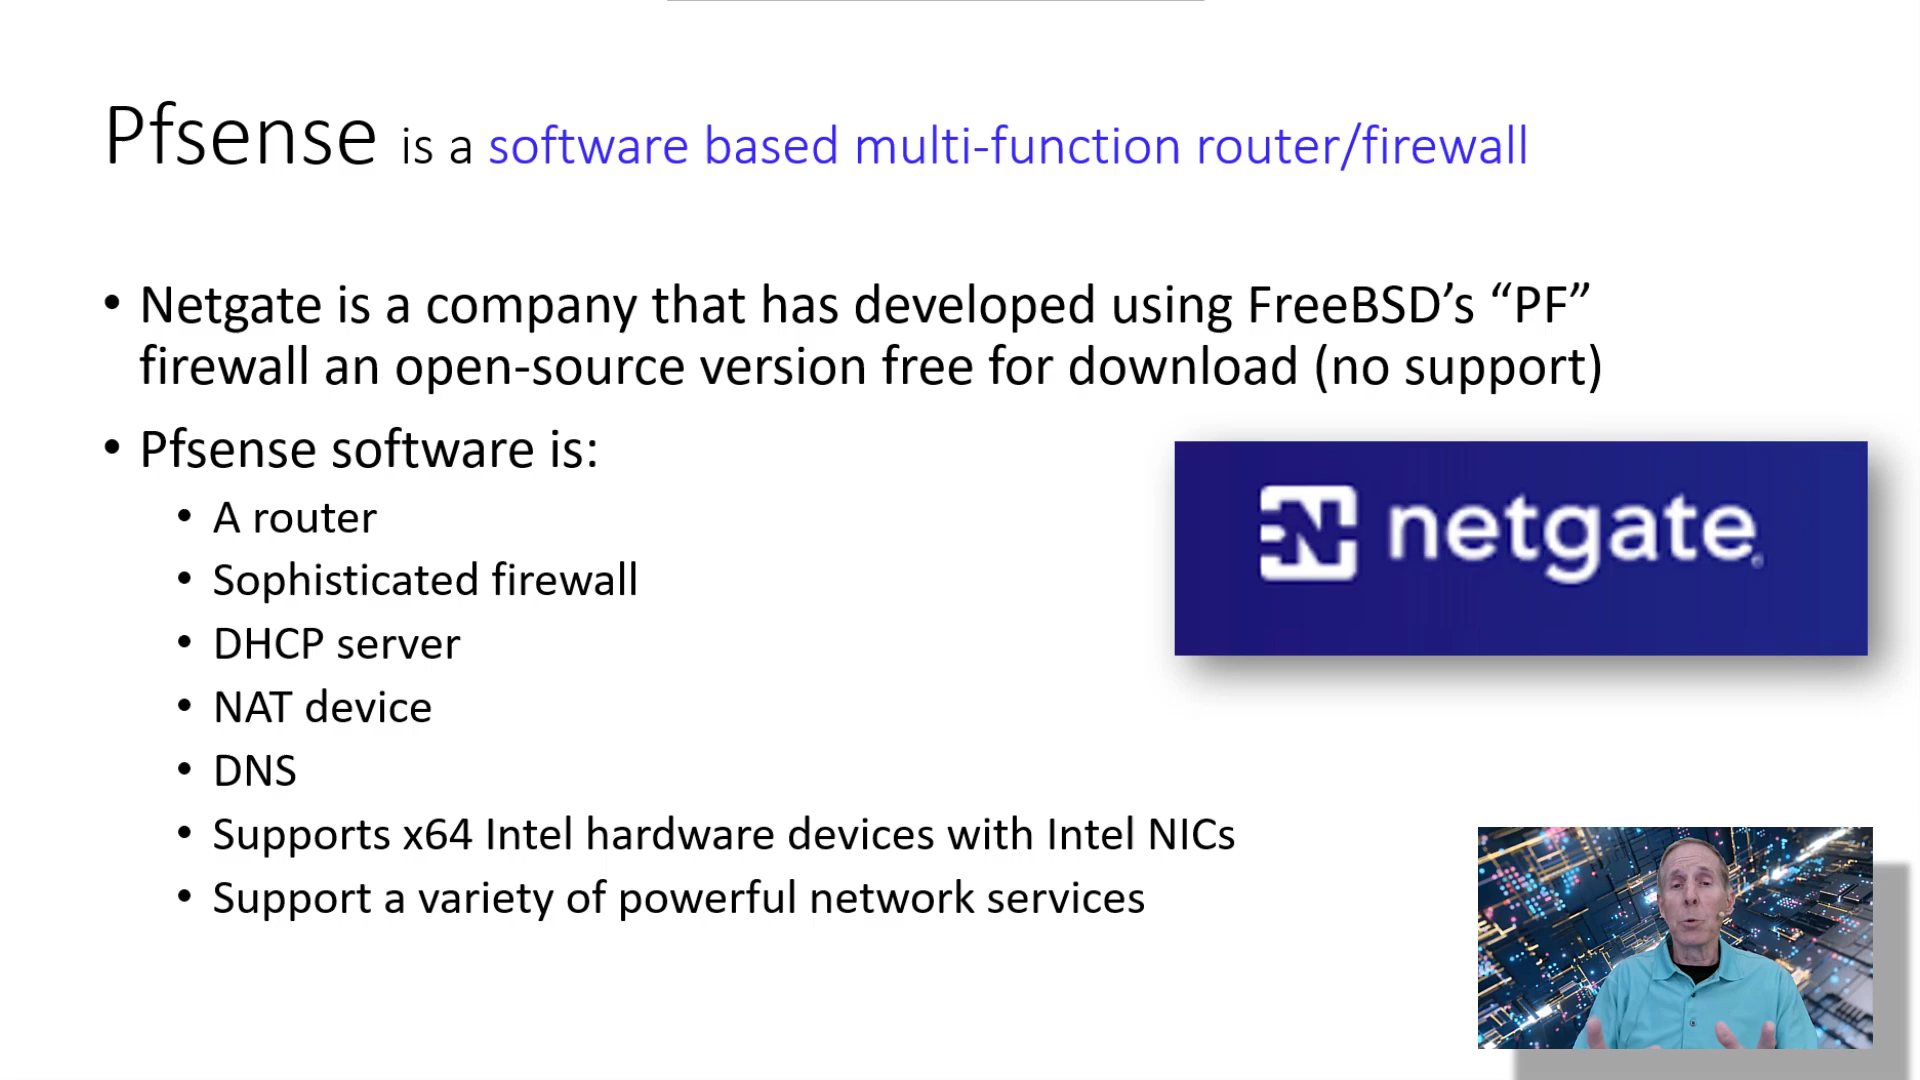 Pfsense is a software based multi-function router/firewall
• Netgate is a company that has developed using FreeBSD’s “PF”
firewall an open-source version free for download (no support)
• Pfsense software is:
• A router
• Sophisticated firewall
• DHCP server
• NAT device
• DNS
• Supports x64 Intel hardware devices with Intel NICs
• Support a variety of powerful network services
N netgate®